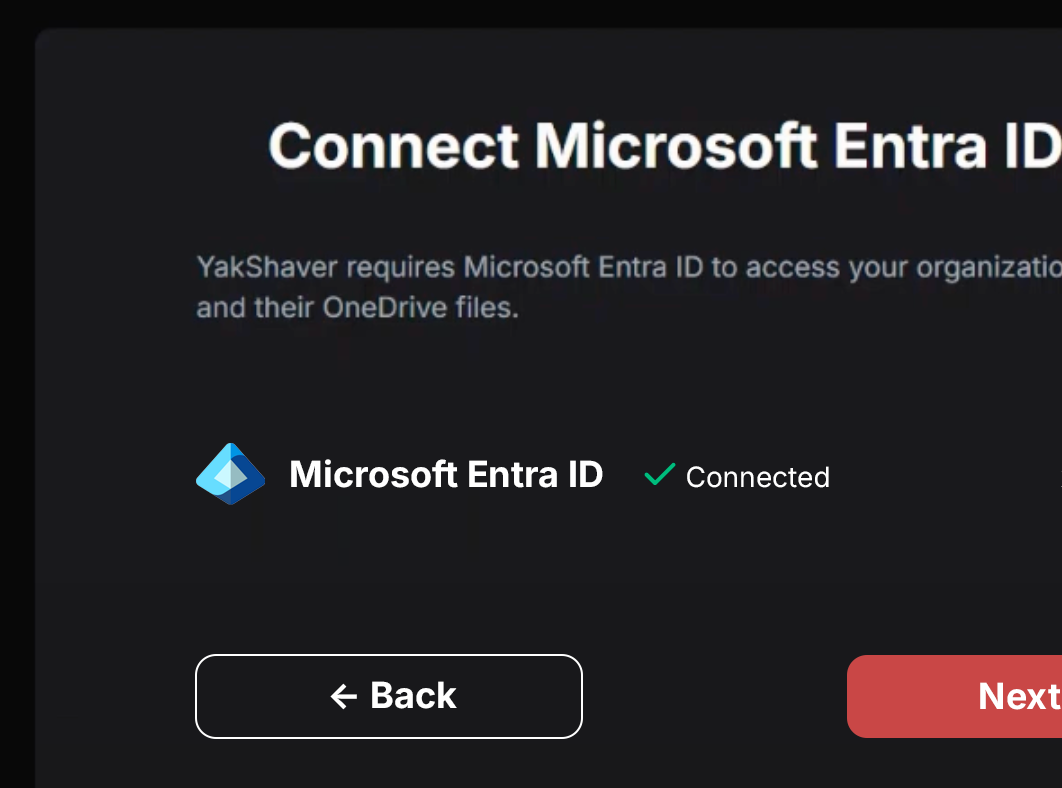 Connect Microsoft Entra ID
YakShaver requires Microsoft Entra ID to access your organizatio
and their OneDrive files.
Microsoft Entra ID
Connected
← Back
Next